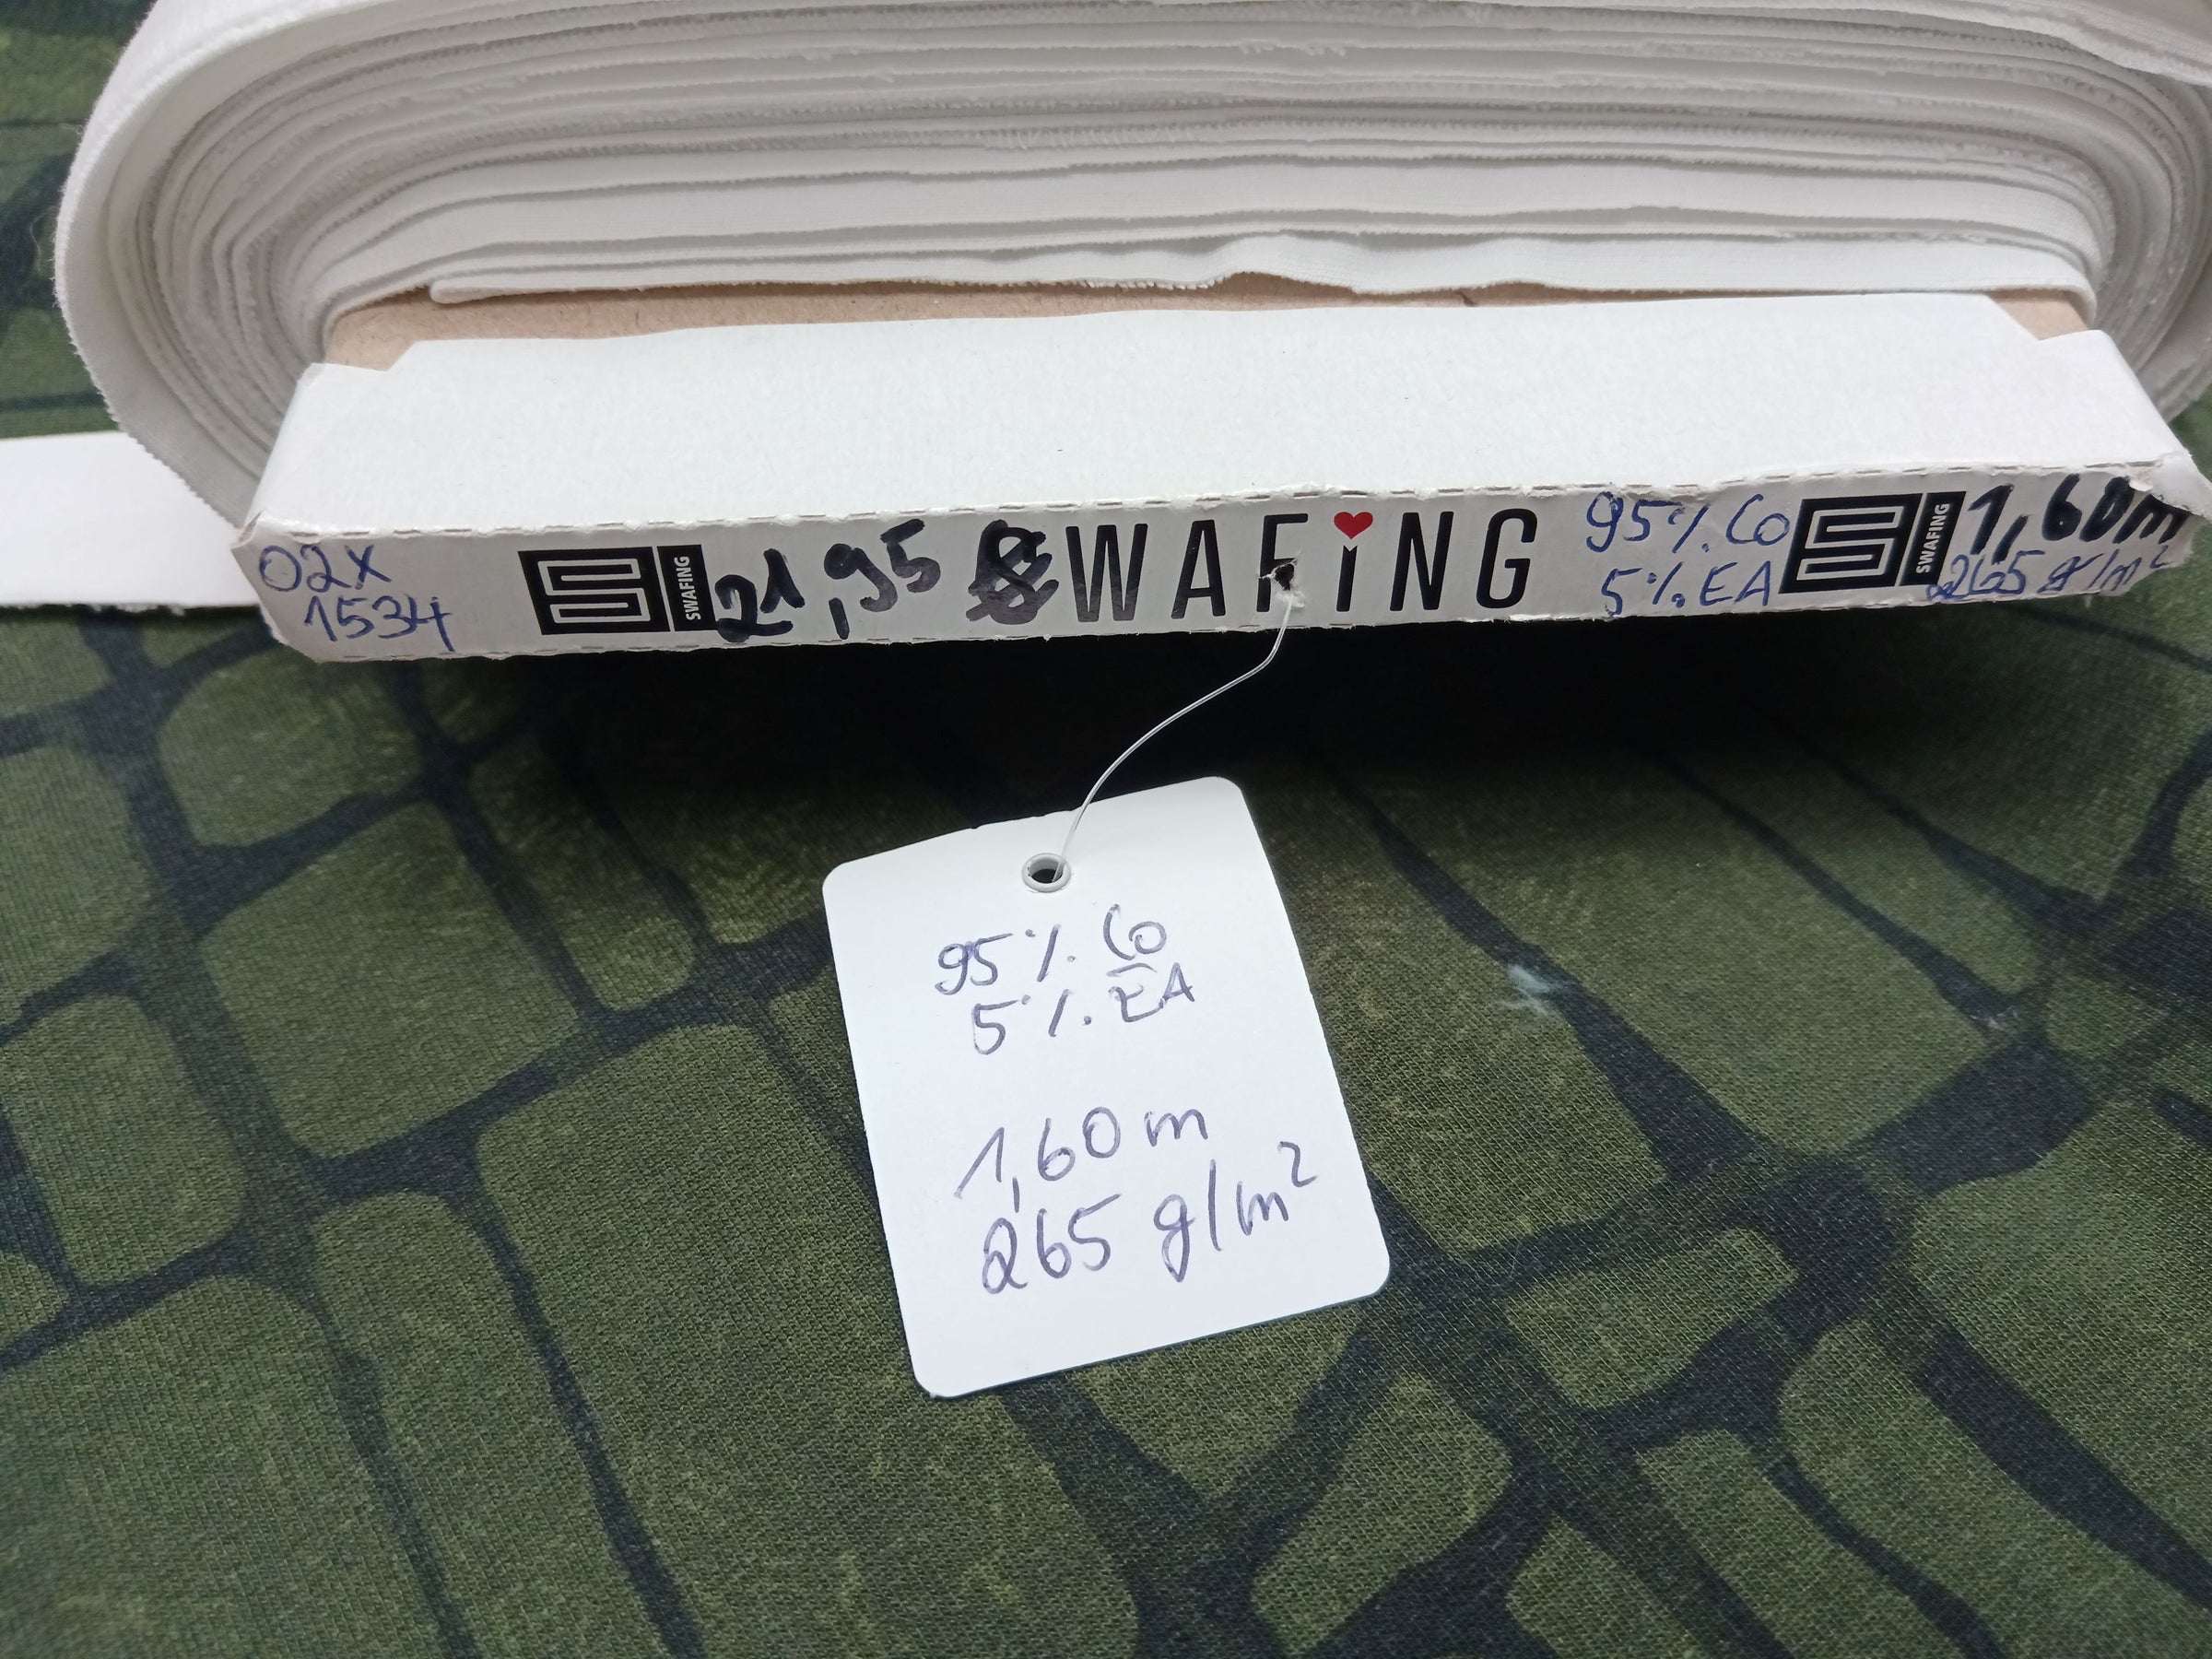 02X
1534
SWAFING
21,95 € SWAFiNG
95% Co
5% EA
SWAFING
1,60m
265 g/m²
95% Co
5% EA
1,60 m
265 g/m²